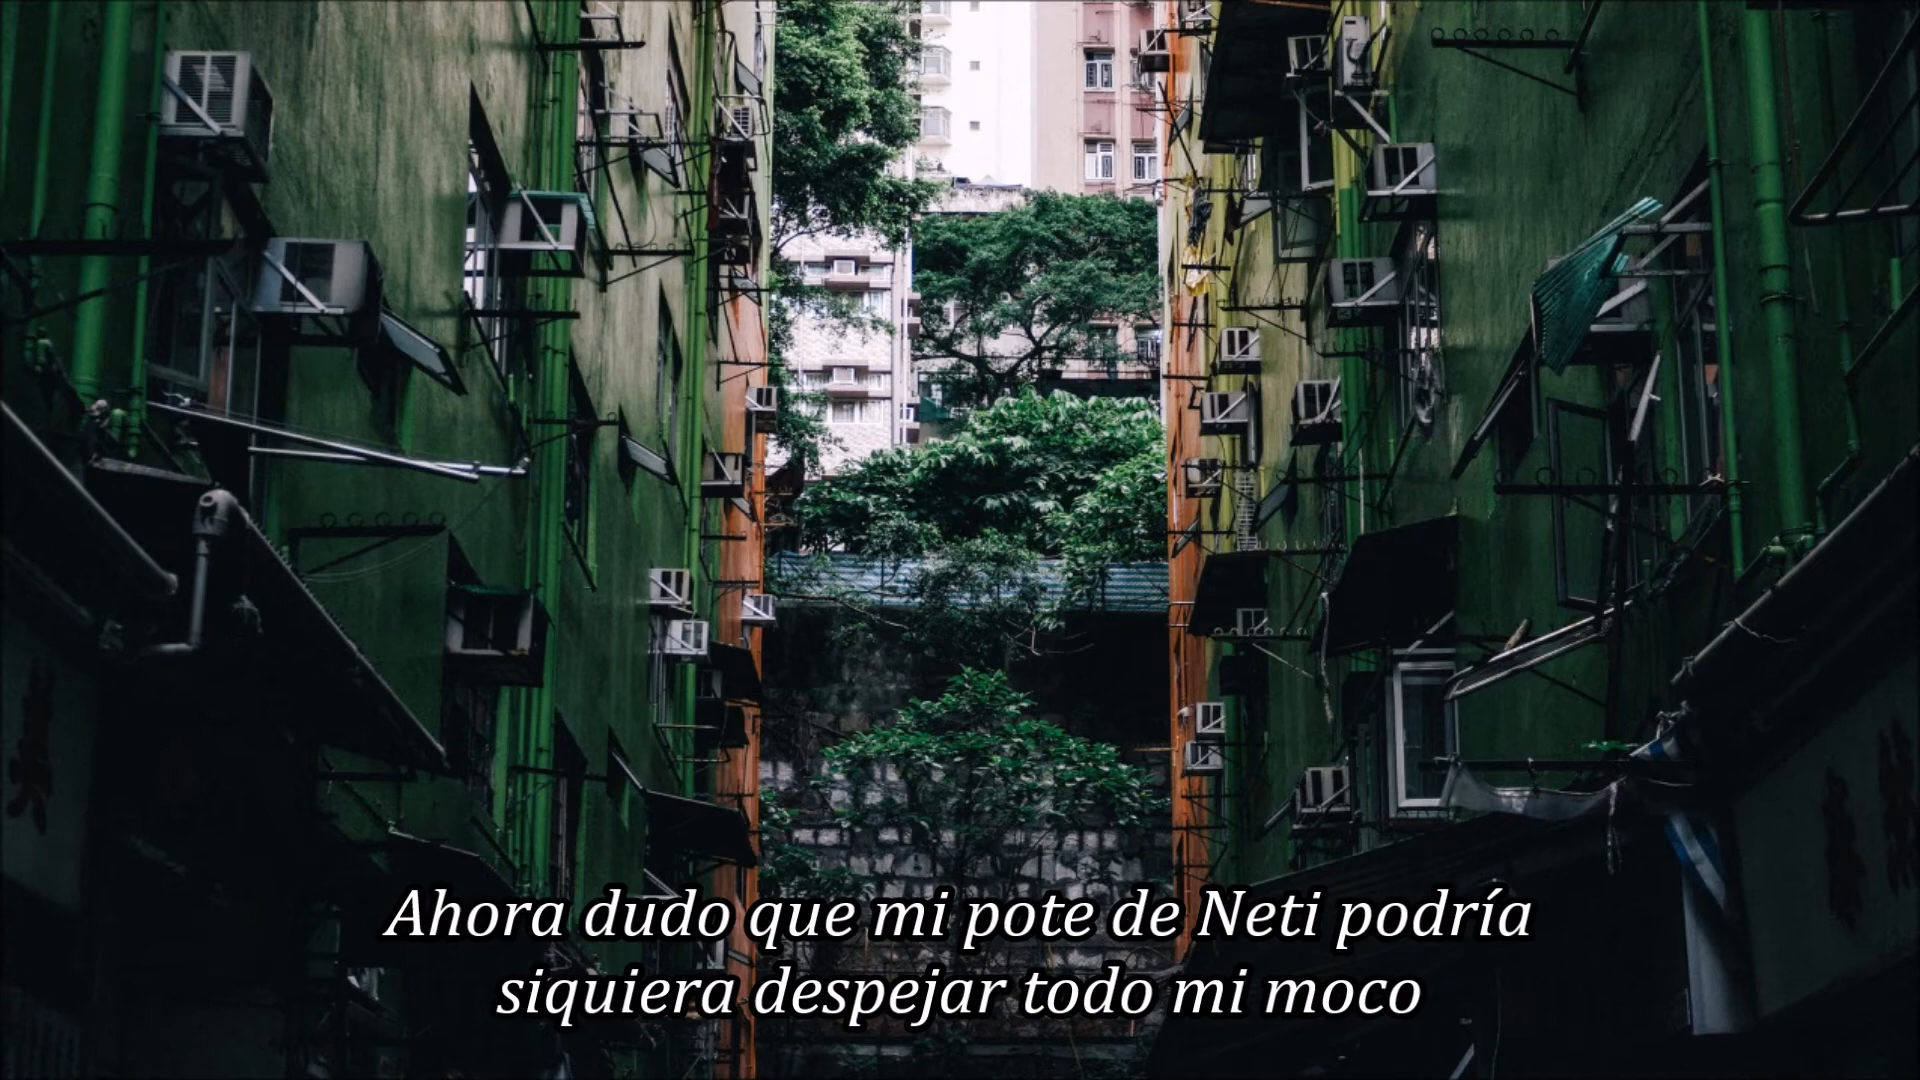 Ahora dudo que mi pote de Neti podría
siquiera despejar todo mi moco